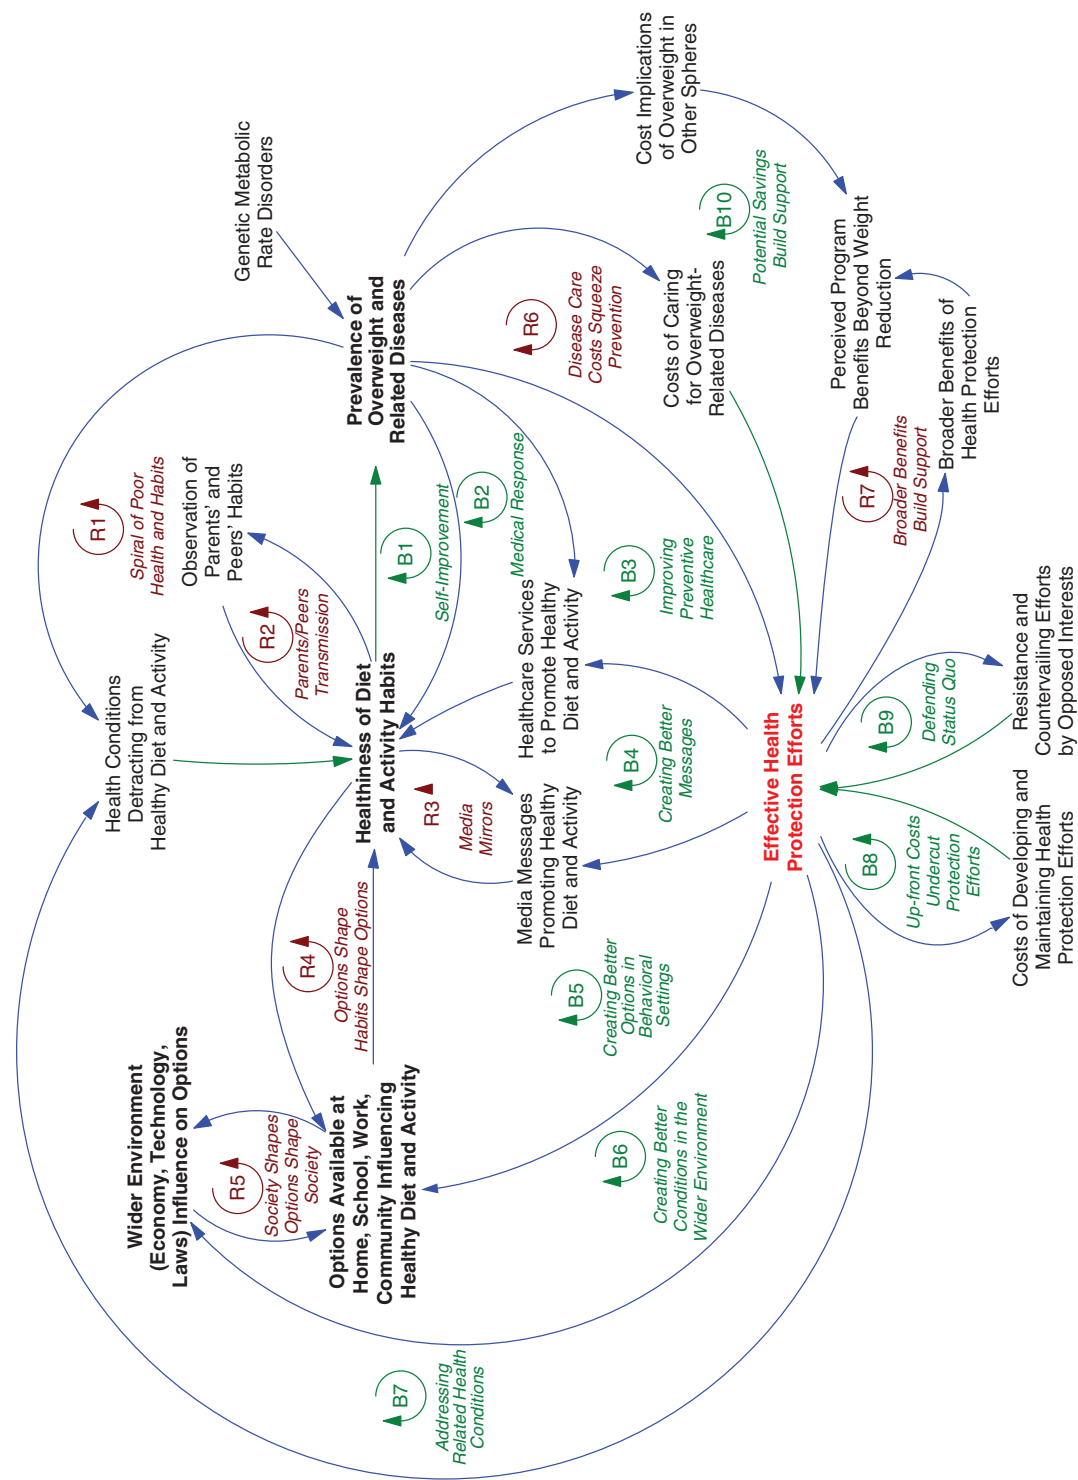 Wider Environment
(Economy, Technology,
Laws) Influence on Options
R5
Society Shapes
Options Shape
Society
Options Available at
Home, School, Work,
Community Influencing
Healthy Diet and Activity
R4
Options Shape
Habits Shape Options
Health Conditions
Detracting from
Healthy Diet and Activity
R1
Spiral of Poor
Health and Habits
Observation of
Parents' and
Peers' Habits
R2
Parents/Peers
Transmission
Healthiness of Diet
and Activity Habits
R3
Media
Mirrors
B1
Self-Improvement
B2
Medical Response
Genetic Metabolic
Rate Disorders
Prevalence of
Overweight and
Related Diseases
Media Messages
Promoting Healthy
Diet and Activity
Healthcare Services
to Promote Healthy
Diet and Activity
B3
Improving
Preventive
Healthcare
B4
Creating Better
Messages
B5
Creating Better
Options in
Behavioral
Settings
B6
Creating Better
Conditions in the
Wider Environment
B7
Addressing
Related Health
Conditions
R6
Disease Care
Costs Squeeze
Prevention
Costs of Caring
for Overweight-
Related Diseases
Cost Implications
of Overweight in
Other Spheres
B10
Potential Savings
Build Support
Perceived Program
Benefits Beyond Weight
Reduction
R7
Broader Benefits
Build Support
Broader Benefits of
Health Protection
Efforts
Effective Health
Protection Efforts
B8
Up-front Costs
Undercut
Protection
Efforts
B9
Defending
Status Quo
Costs of Developing and
Maintaining Health
Protection Efforts
Resistance and
Countervailing Efforts
by Opposed Interests